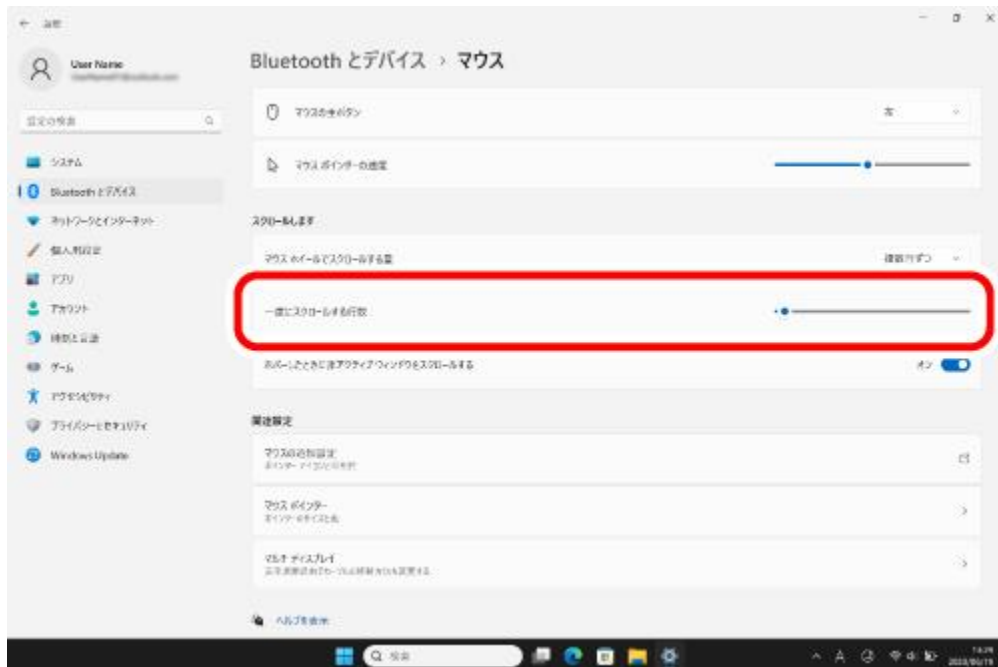 設定
User Name
Bluetooth とデバイス › マウス
設定の検索
マウスの主ボタン
左
システム
マウス ポインターの速度
Bluetooth とデバイス
ネットワークとインターネット
スクロールします
個人用設定
マウス ホイールでスクロールする量
複数行ずつ
アプリ
アカウント
一度にスクロールする行数
時刻と言語
ゲーム
ホバーしたときに非アクティブ ウィンドウをスクロールする
オン
アクセシビリティ
プライバシーとセキュリティ
関連設定
Windows Update
マウスの追加設定
マウス ポインター
マルチ ディスプレイ
ヘルプを表示
検索
A